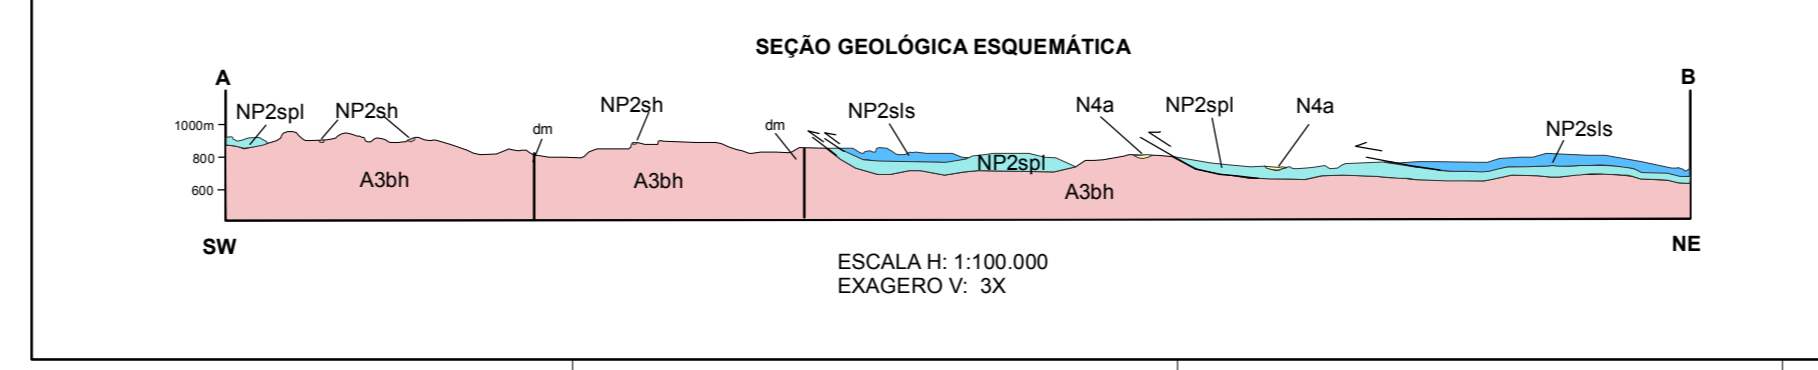 SEÇÃO GEOLÓGICA ESQUEMÁTICA
A
B
NP2spl
NP2sh
NP2sh
NP2sls
N4a
NP2spl
N4a
NP2sls
1000m
800
600
dm
dm
NP2spl
A3bh
A3bh
A3bh
SW
NE
ESCALA H: 1:100.000
EXAGERO V: 3X